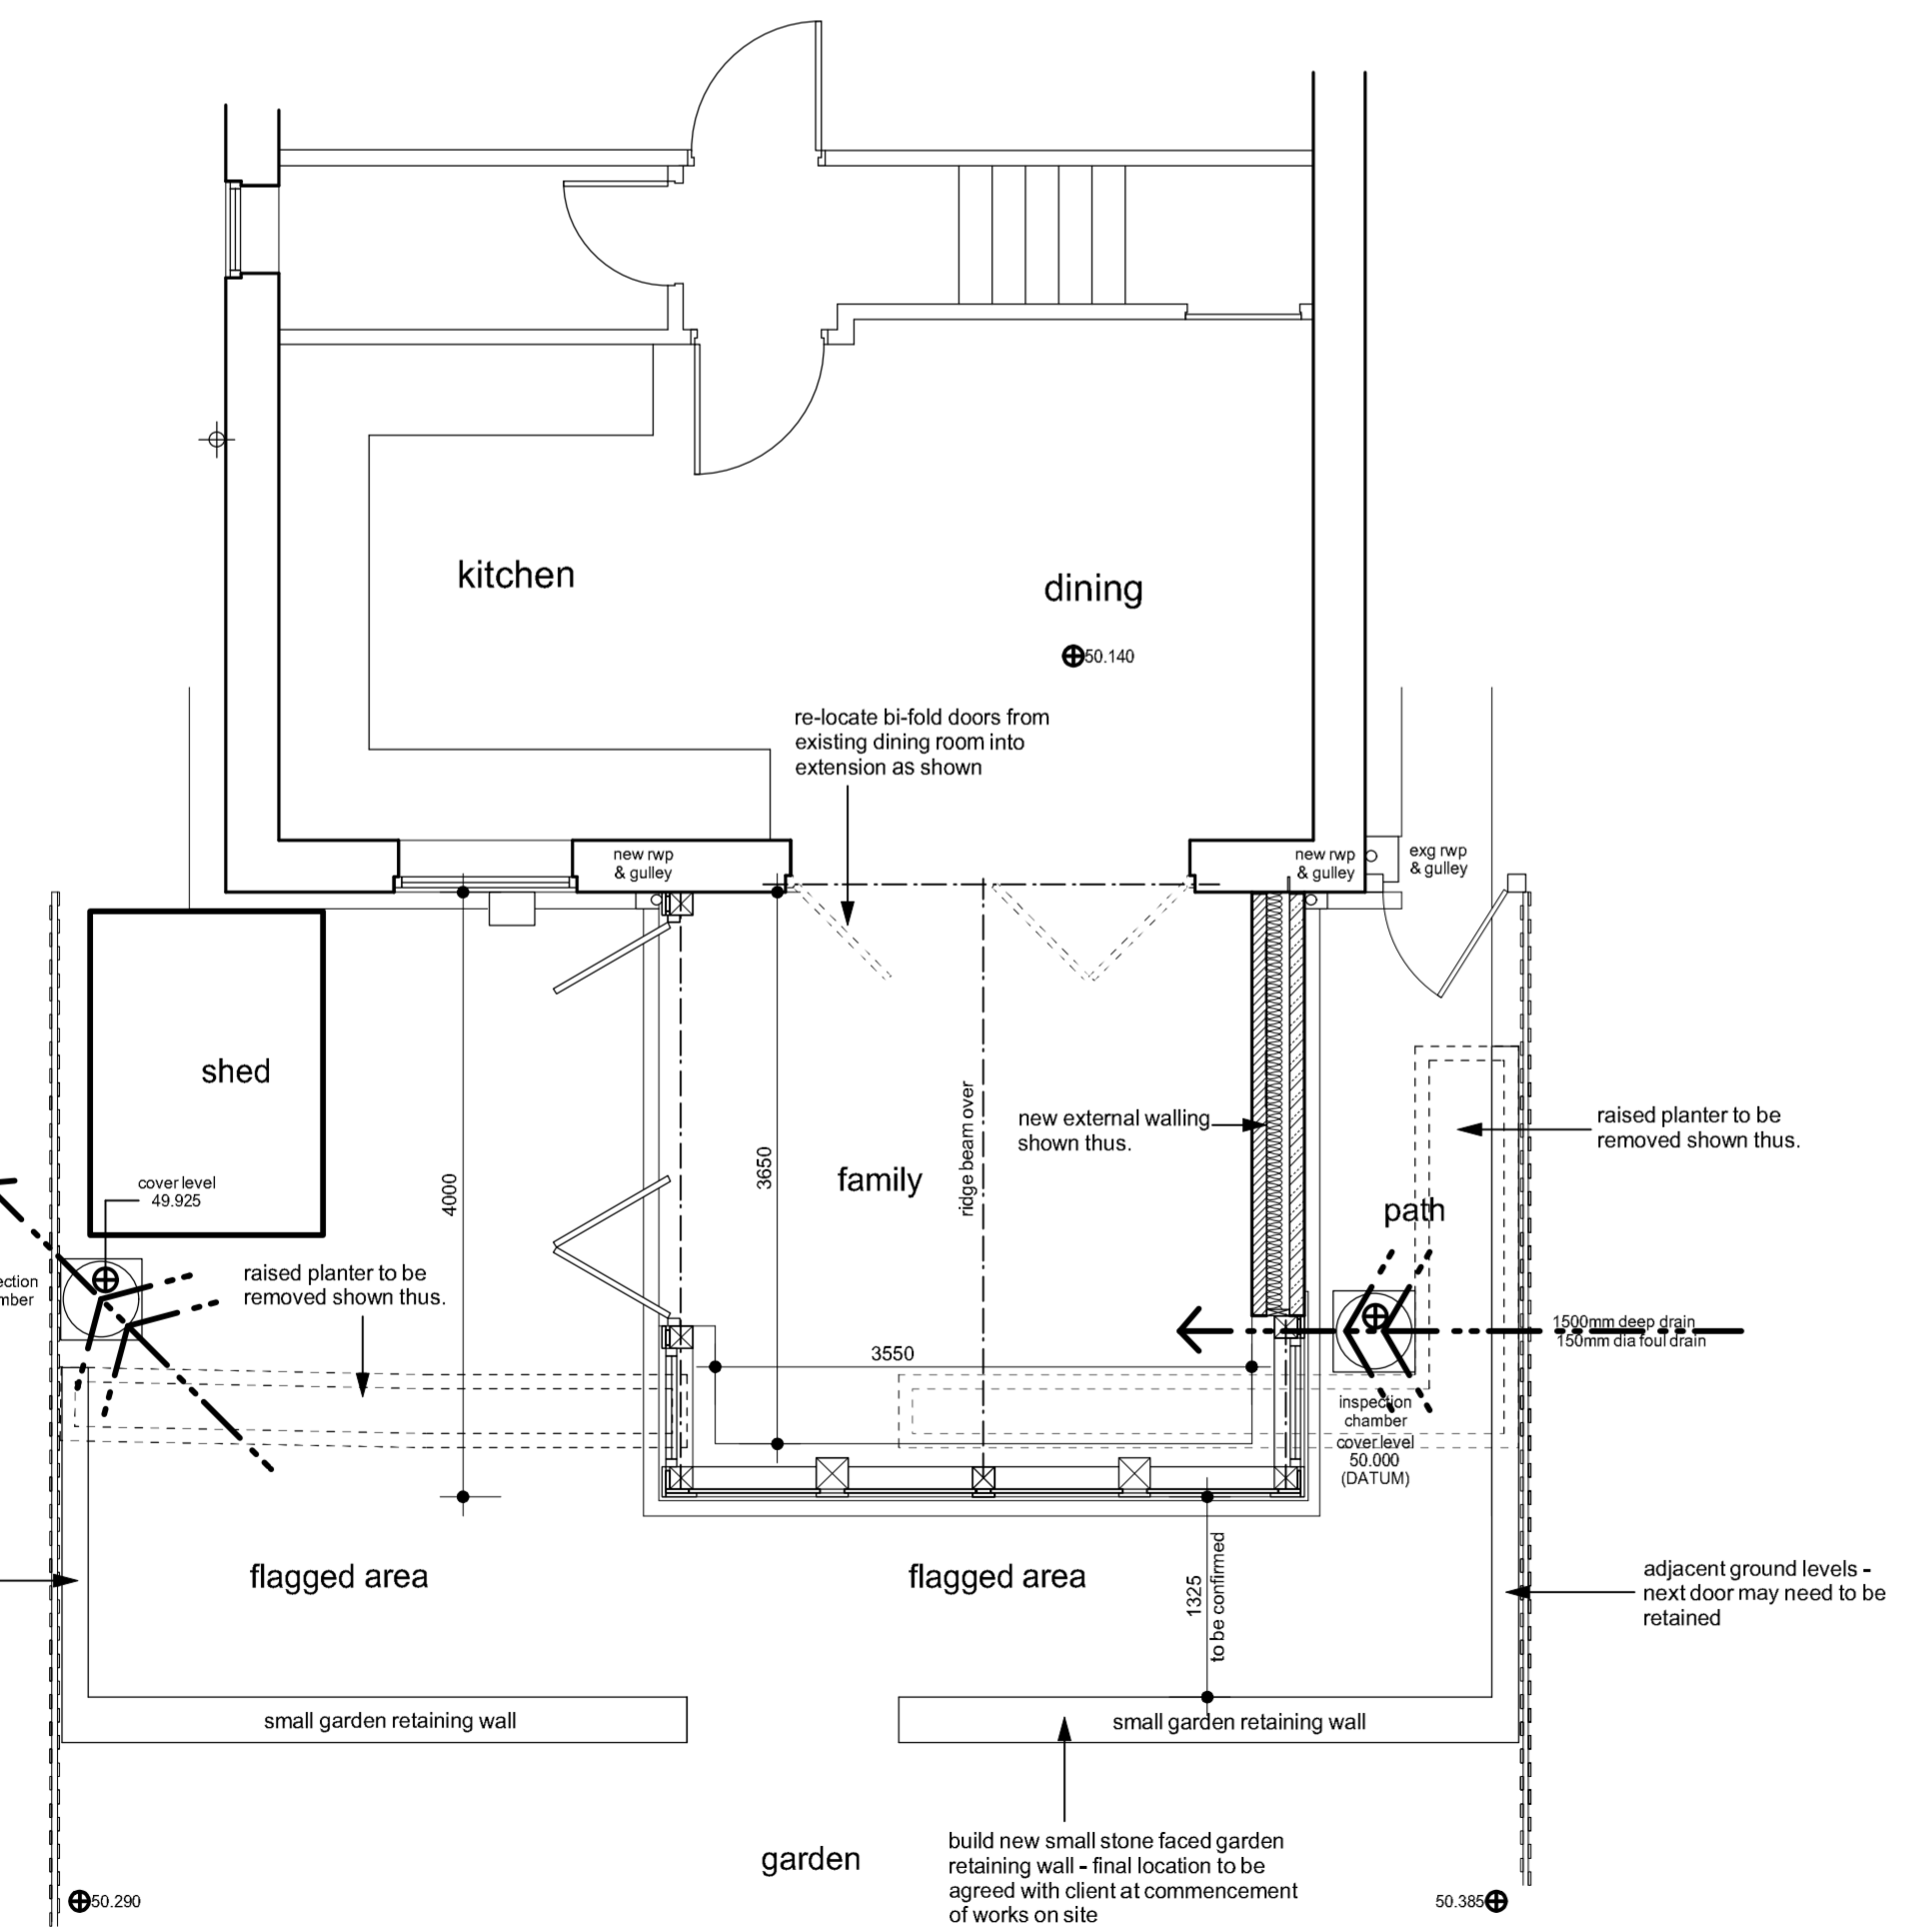 kitchen
dining
50.140
re-locate bi-fold doors from
existing dining room into
extension as shown
new rwp
& gulley
new rwp
& gulley
exg rwp
& gulley
shed
cover level
49.925
ection
mber
raised planter to be
removed shown thus.
4000
3650
family
ridge beam over
new external walling
shown thus.
path
raised planter to be
removed shown thus.
1500mm deep drain
150mm dia foul drain
3550
inspection
chamber
cover level
50.000
(DATUM)
flagged area
flagged area
1325
to be confirmed
adjacent ground levels -
next door may need to be
retained
small garden retaining wall
small garden retaining wall
garden
build new small stone faced garden
retaining wall - final location to be
agreed with client at commencement
of works on site
50.290
50.385